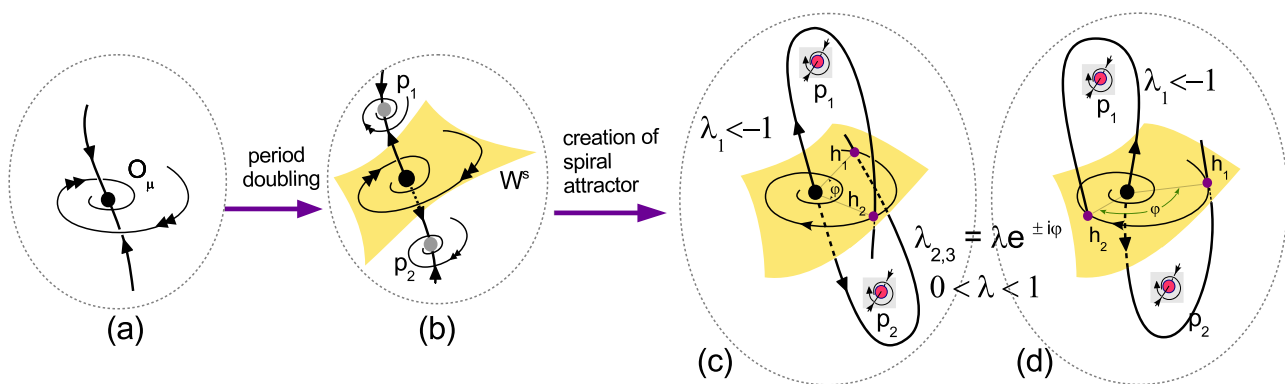 O_μ
(a)
period
doubling
p_1
W^s
p_2
(b)
creation of
spiral
attractor
p_1
λ_1<-1
h_1
φ
h_2
λ_{2,3} = λe^{± iφ}
0 < λ < 1
p_2
(c)
p_1
λ_1<-1
h_1
φ
h_2
p_2
(d)